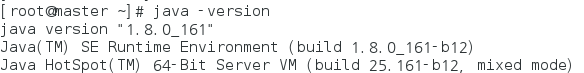 [root@master ~]# java -version
java version "1.8.0_161"
Java(TM) SE Runtime Environment (build 1.8.0_161-b12)
Java HotSpot(TM) 64-Bit Server VM (build 25.161-b12, mixed mode)